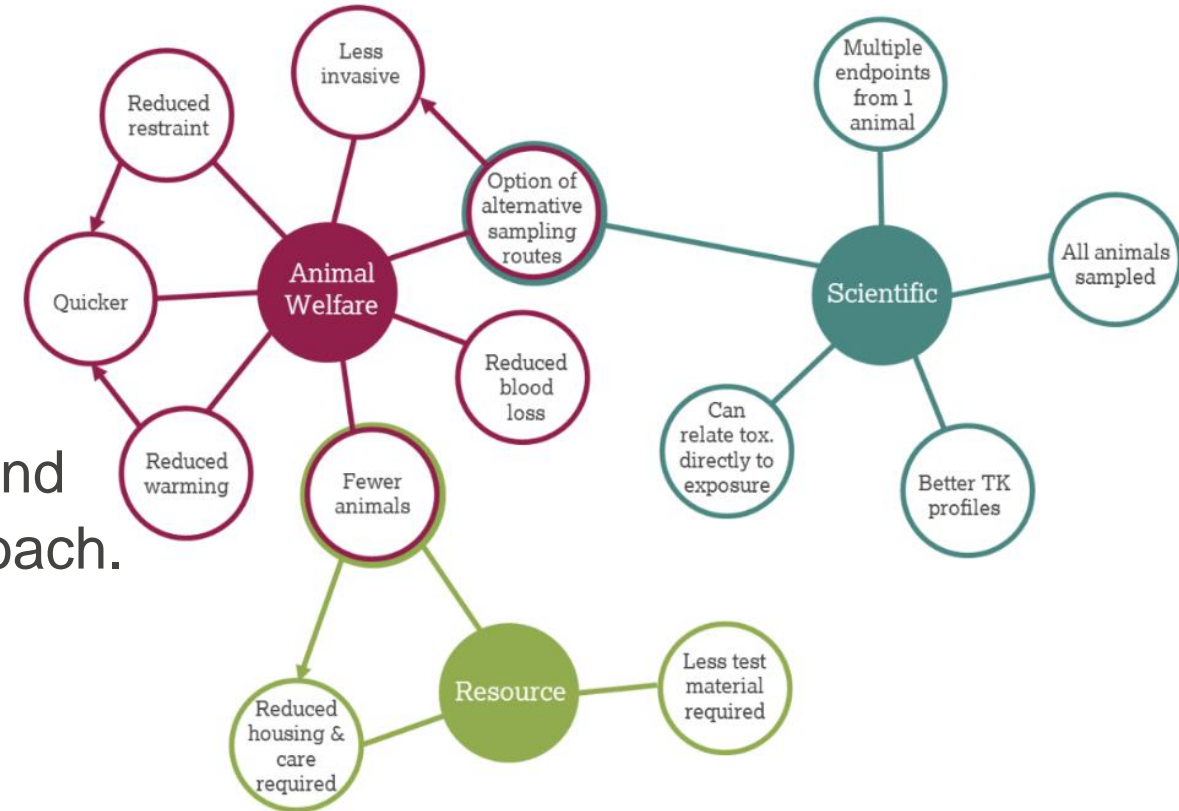 Less
invasive
Reduced
restraint
Option of
alternative
sampling
routes
Animal
Welfare
Quicker
Reduced
blood
loss
Reduced
warming
Fewer
animals
Multiple
endpoints
from 1
animal
All animals
sampled
Scientific
Can
relate tox.
directly to
exposure
Better TK
profiles
Resource
Less test
material
required
Reduced
housing &
care
required
nd
oach.